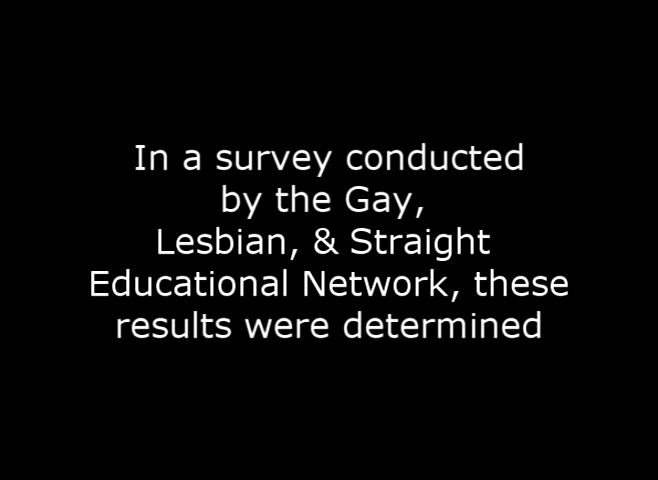 In a survey conducted
by the Gay,
Lesbian, & Straight
Educational Network, these
results were determined